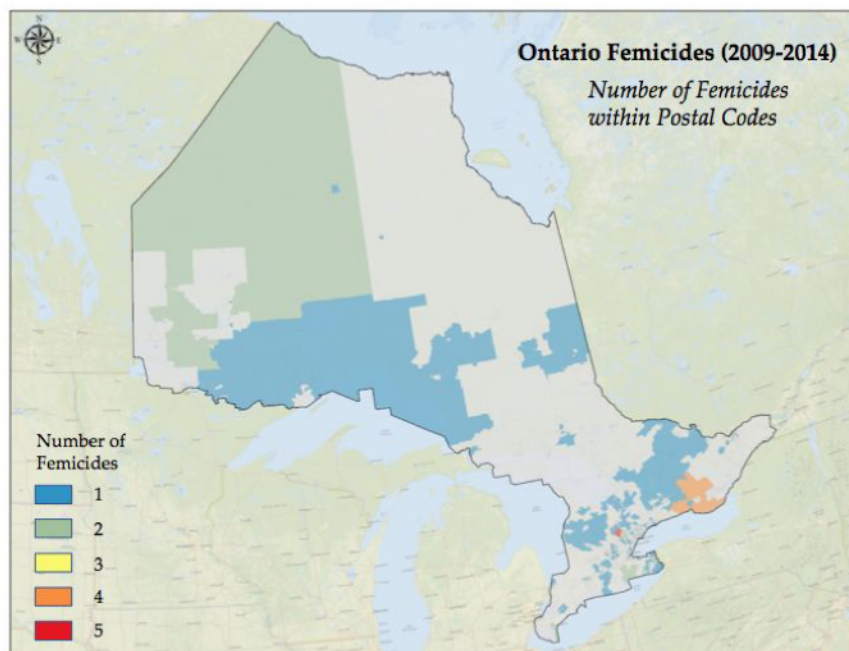 N
W E
S
Ontario Femicides (2009-2014)
Number of Femicides
within Postal Codes
Number of
Femicides
1
2
3
4
5